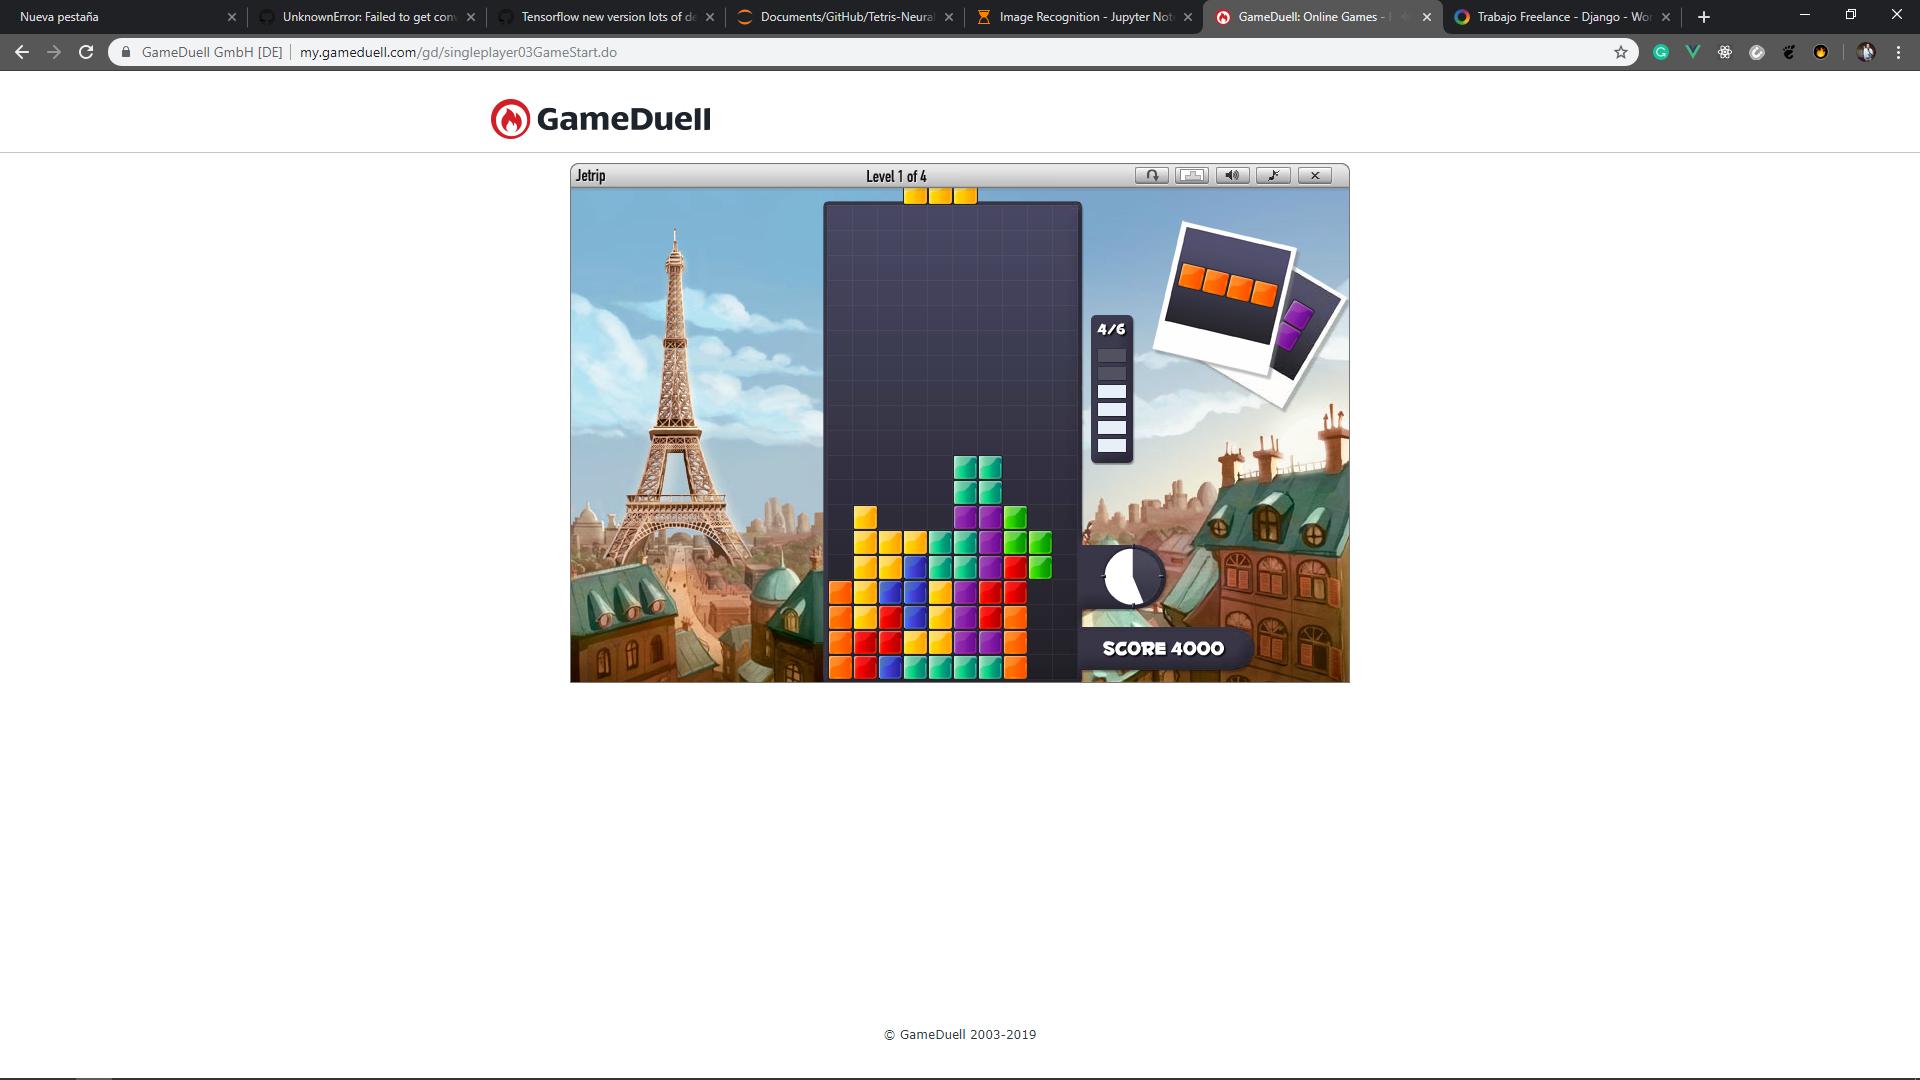 Nueva pestaña
UnknownError: Failed to get con
Tensorflow new version lots of de
Documents/GitHub/Tetris-Neural
Image Recognition - Jupyter Not
GameDuell: Online Games -
Trabajo Freelance - Django - Wo
GameDuell GmbH [DE] my.gameduell.com/gd/singleplayer03GameStart.do
GameDuell
Jetrip
Level 1 of 4
4/6
SCORE 4000
© GameDuell 2003-2019